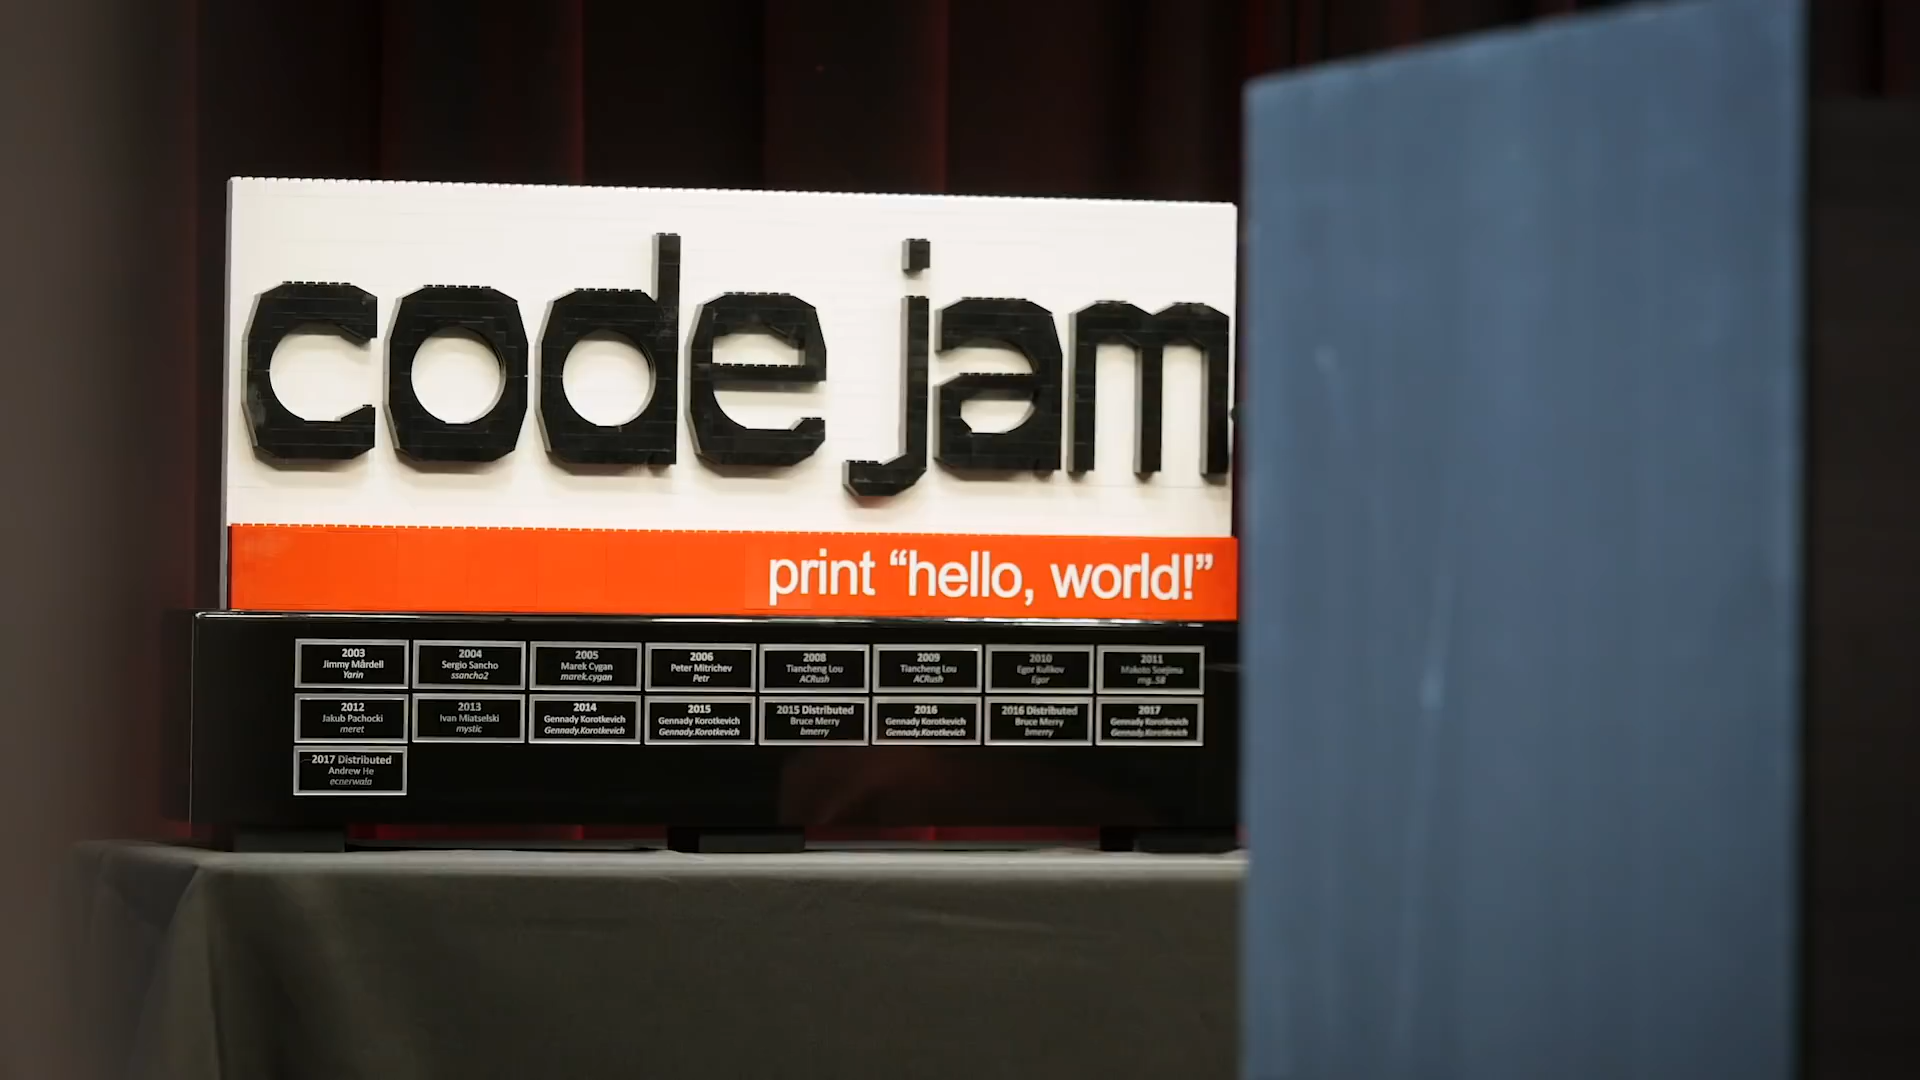 code jam
print “hello, world!”
2003
Jimmy Mårdell
Yarin
2004
Sergio Sancho
ssancho2
2005
Marek Cygan
marek.cygan
2006
Peter Mitrichev
Petr
2008
Tiancheng Lou
ACRush
2009
Tiancheng Lou
ACRush
2010
Egor Kulikov
Egor
2011
Makoto Soejima
rng_58
2012
Jakub Pachocki
meret
2013
Ivan Miatselski
mystic
2014
Gennady Korotkevich
Gennady.Korotkevich
2015
Gennady Korotkevich
Gennady.Korotkevich
2015 Distributed
Bruce Merry
bmerry
2016
Gennady Korotkevich
Gennady.Korotkevich
2016 Distributed
Bruce Merry
bmerry
2017
Gennady Korotkevich
Gennady.Korotkevich
2017 Distributed
Andrew He
ecnerwala